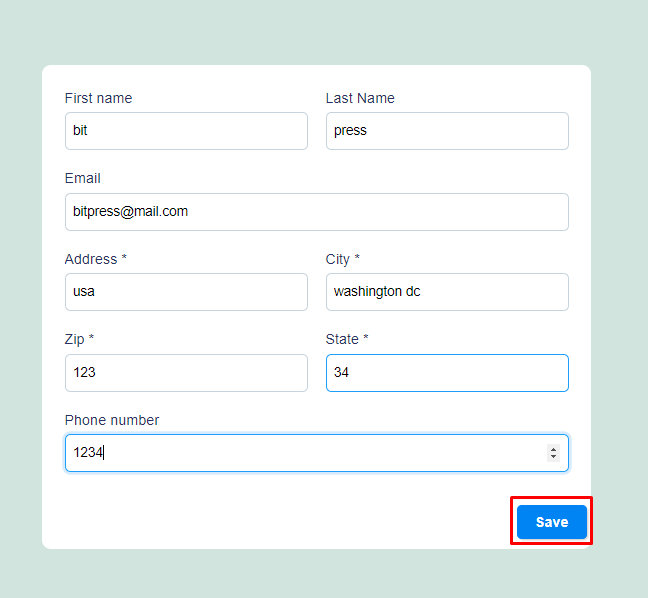 First name Last Name
bit press
Email
bitpress@mail.com
Address * City *
usa washington dc
Zip * State *
123 34
Phone number
1234
Save